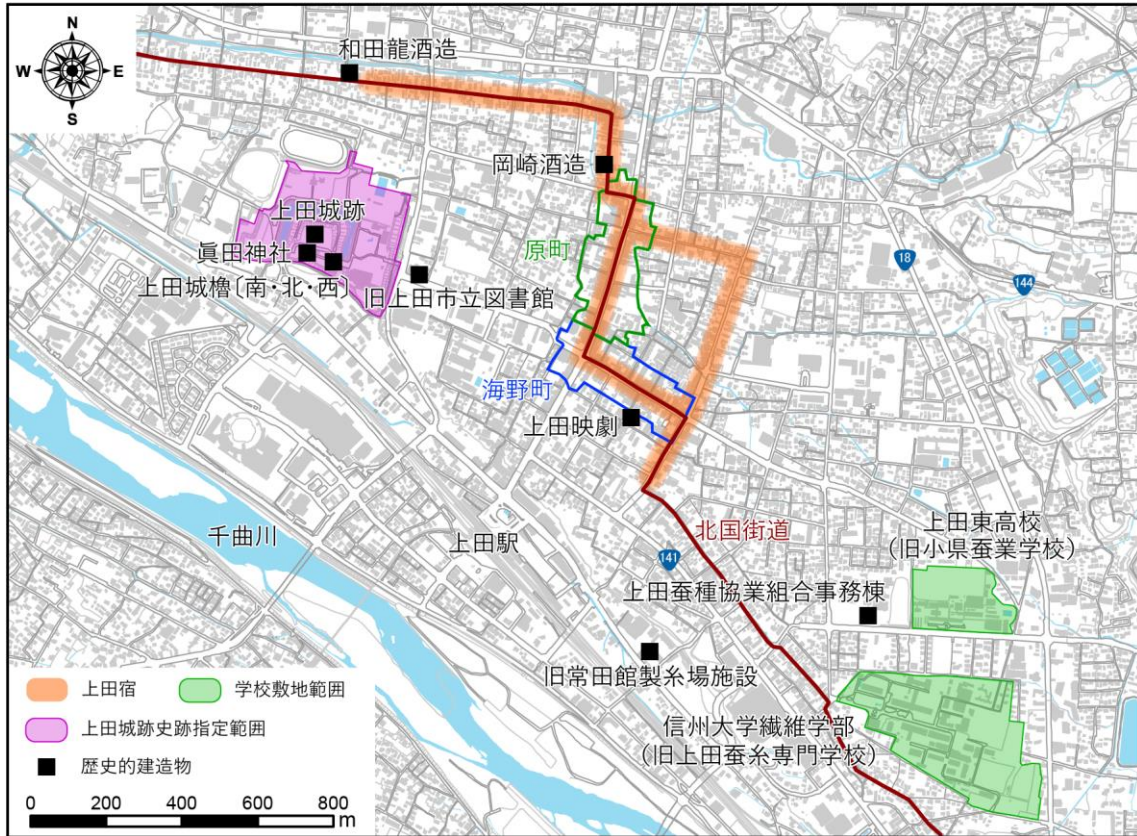 N
W
E
S
和田龍酒造
岡崎酒造
上田城跡
眞田神社
上田城櫓〔南・北・西〕
旧上田市立図書館
原町
18
144
海野町
上田映劇
千曲川
上田駅
北国街道
141
上田東高校
（旧小県蚕業学校）
上田蚕種協業組合事務棟
旧常田館製糸場施設
信州大学繊維学部
（旧上田蚕糸専門学校）
上田宿
学校敷地範囲
上田城跡史跡指定範囲
歴史的建造物
0 200 400 600 800
m